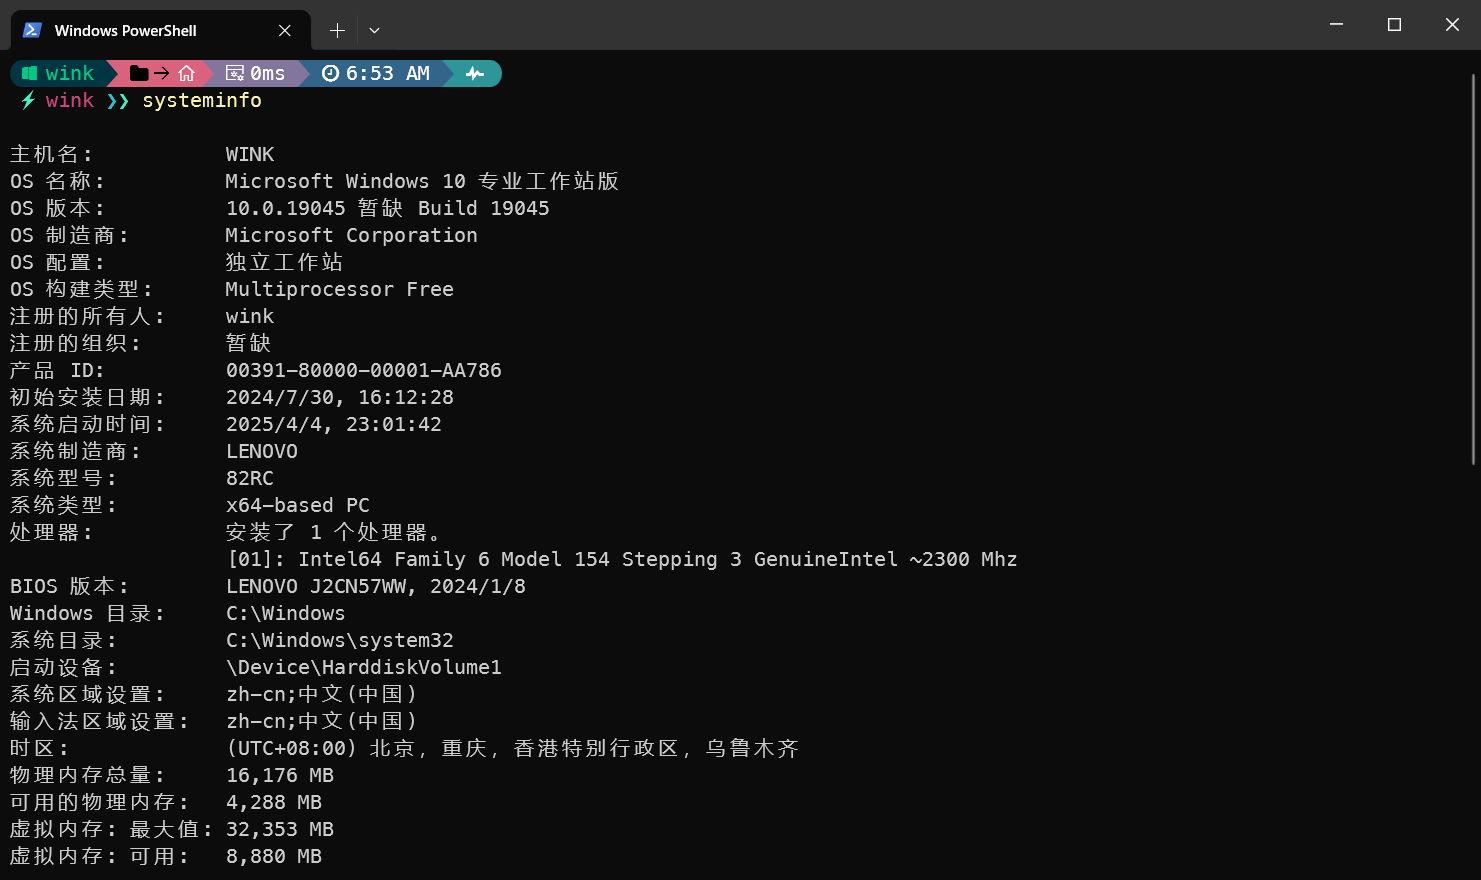 Windows PowerShell
wink → 0ms 6:53 AM
wink ❯❯ systeminfo
主机名: WINK
OS 名称: Microsoft Windows 10 专业工作站版
OS 版本: 10.0.19045 暂缺 Build 19045
OS 制造商: Microsoft Corporation
OS 配置: 独立工作站
OS 构建类型: Multiprocessor Free
注册的所有人: wink
注册的组织: 暂缺
产品 ID: 00391-80000-00001-AA786
初始安装日期: 2024/7/30, 16:12:28
系统启动时间: 2025/4/4, 23:01:42
系统制造商: LENOVO
系统型号: 82RC
系统类型: x64-based PC
处理器: 安装了 1 个处理器。
[01]: Intel64 Family 6 Model 154 Stepping 3 GenuineIntel ~2300 Mhz
BIOS 版本: LENOVO J2CN57WW, 2024/1/8
Windows 目录: C:\Windows
系统目录: C:\Windows\system32
启动设备: \Device\HarddiskVolume1
系统区域设置: zh-cn;中文(中国)
输入法区域设置: zh-cn;中文(中国)
时区: (UTC+08:00) 北京，重庆，香港特别行政区，乌鲁木齐
物理内存总量: 16,176 MB
可用的物理内存: 4,288 MB
虚拟内存: 最大值: 32,353 MB
虚拟内存: 可用: 8,880 MB